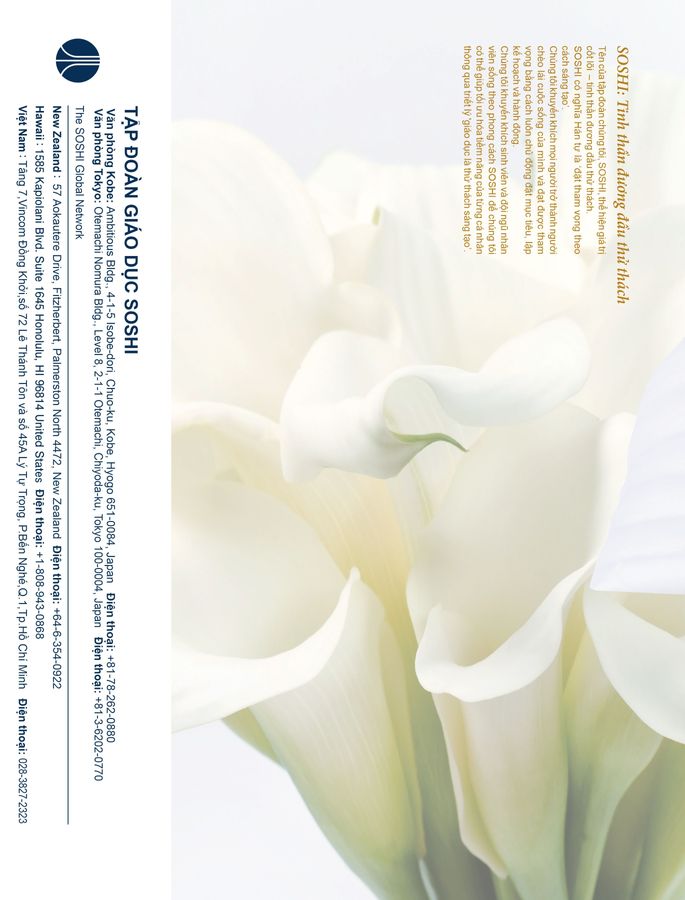 SOSHI: Tinh thần đương đầu thử thách
Tên của tập đoàn chúng tôi, SOSHI, thể hiện giá trị
cốt lõi – tinh thần đương đầu thử thách.
SOSHI có nghĩa Hán tự là 'đặt tham vọng theo
cách sáng tạo'.
Chúng tôi khuyến khích mọi người trở thành người
chèo lái cuộc sống của mình và đạt được tham
vọng bằng cách luôn chủ động đặt mục tiêu, lập
kế hoạch và hành động.
Chúng tôi khuyến khích sinh viên và đội ngũ nhân
viên sống theo phong cách SOSHI để chúng tôi
có thể giúp tối ưu hóa tiềm năng của từng cá nhân
thông qua triết lý 'giáo dục là thử thách sáng tạo'.
TẬP ĐOÀN GIÁO DỤC SOSHI
Văn phòng Kobe: Ambitious Bldg., 4-1-5 Isobe-dori, Chuo-ku, Kobe, Hyogo 651-0084, Japan Điện thoại: +81-78-262-0880
Văn phòng Tokyo: Otemachi Nomura Bldg., Level 8, 2-1-1 Otemachi, Chiyoda-ku, Tokyo 100-0004, Japan Điện thoại: +81-3-6202-0770
The SOSHI Global Network
New Zealand : 57 Aokautere Drive, Fitzherbert, Palmerston North 4472, New Zealand Điện thoại: +64-6-354-0922
Hawaii : 1585 Kapiolani Blvd. Suite 1645 Honolulu, HI 96814 United States Điện thoại: +1-808-943-0868
Việt Nam : Tầng 7,Vincom Đồng Khởi,số 72 Lê Thánh Tôn và số 45A Lý Tự Trọng, P.Bến Nghé,Q.1,Tp.Hồ Chí Minh Điện thoại: 028-3827-2323